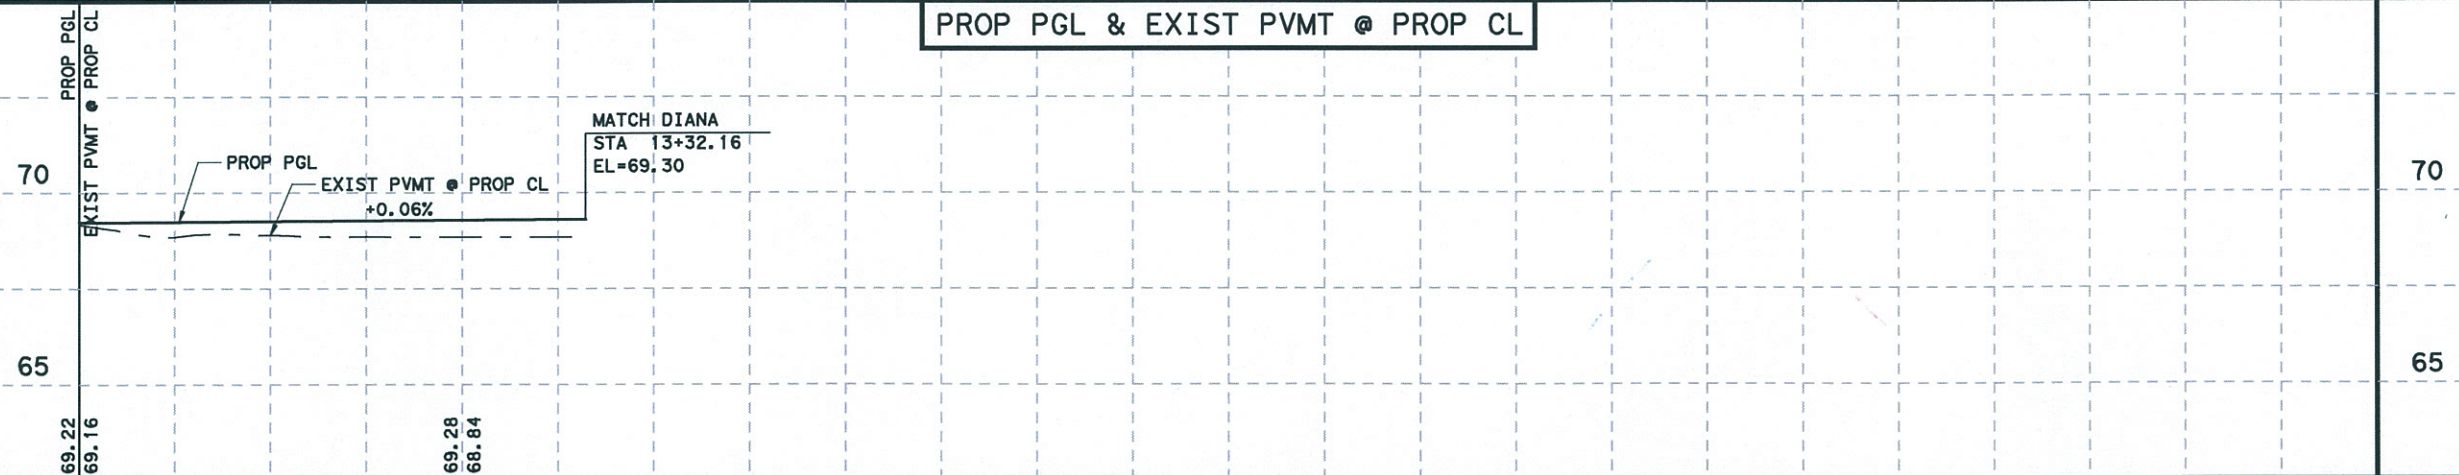 PROP PGL & EXIST PVMT @ PROP CL
PROP PGL
EXIST PVMT @ PROP CL
MATCH DIANA
STA 13+32.16
EL=69.30
PROP PGL
EXIST PVMT @ PROP CL
+0.06%
70
70
65
65
69.22
69.16
69.28
68.84